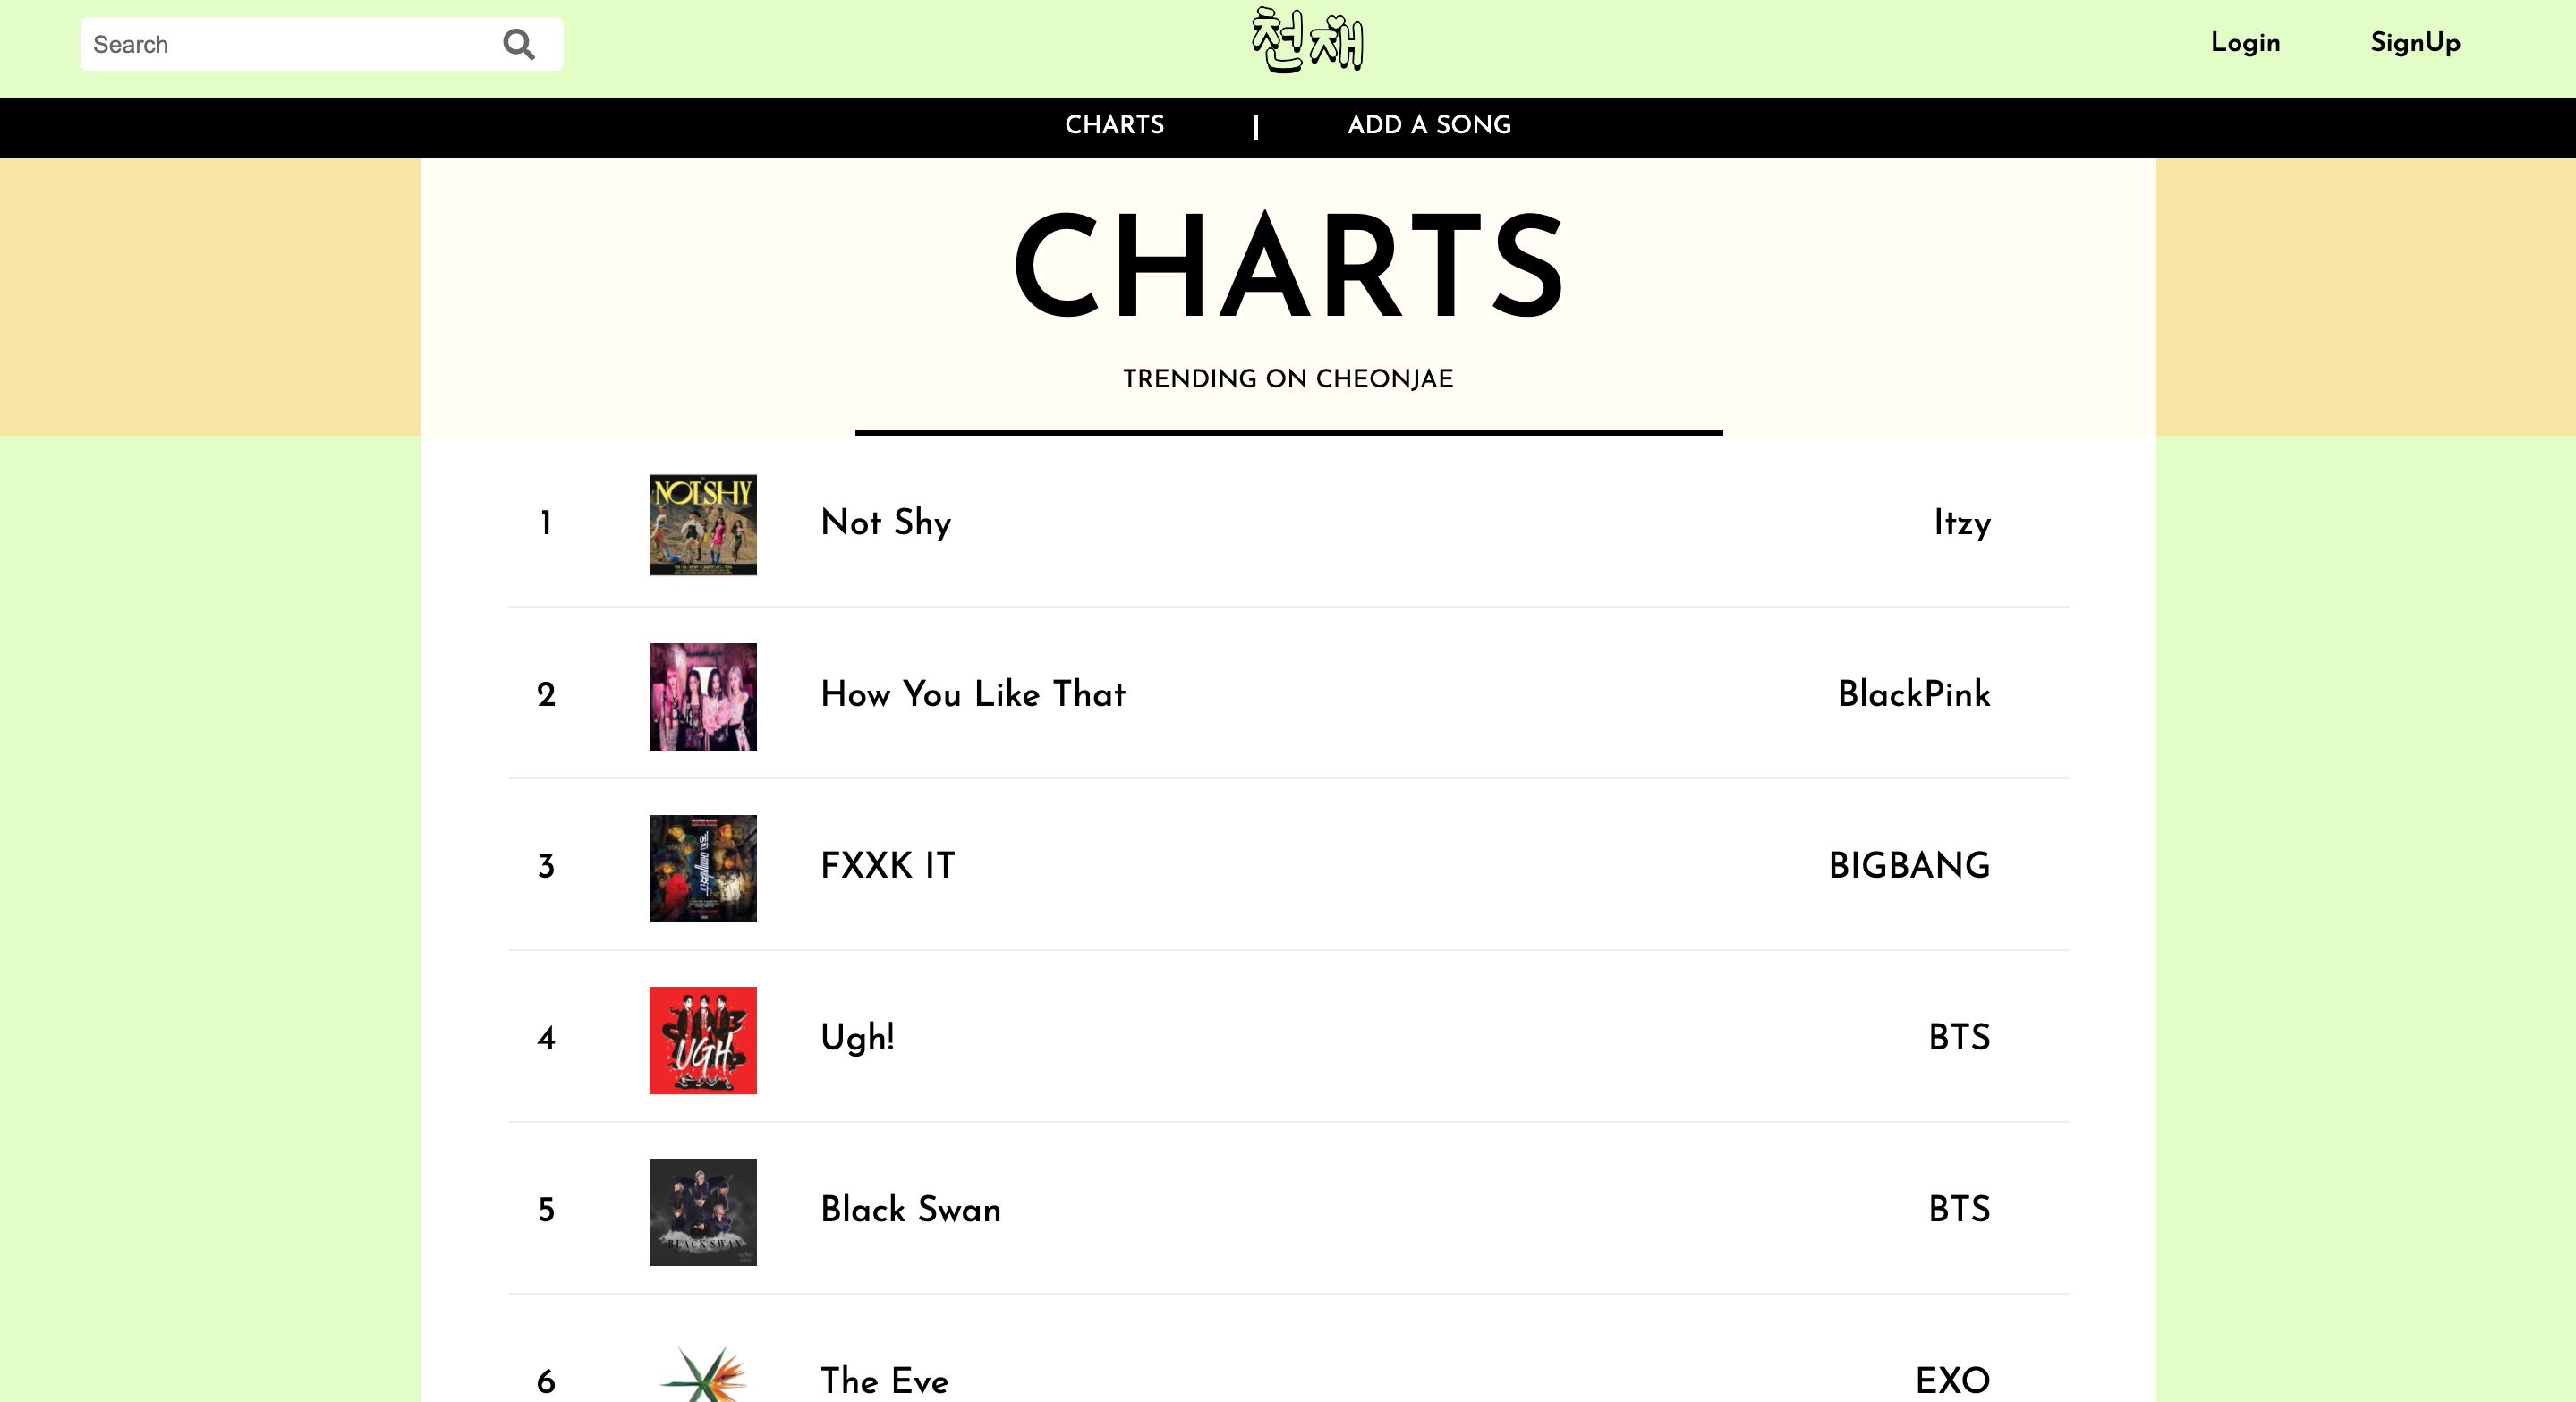 Search
천재
Login
SignUp
CHARTS | ADD A SONG
CHARTS
TRENDING ON CHEONJAE
1
NOT SHY
Not Shy
Itzy
2
How You Like That
BlackPink
3
FXXK IT
BIGBANG
4
UGH
Ugh!
BTS
5
BLACK SWAN
Black Swan
BTS
6
The Eve
EXO